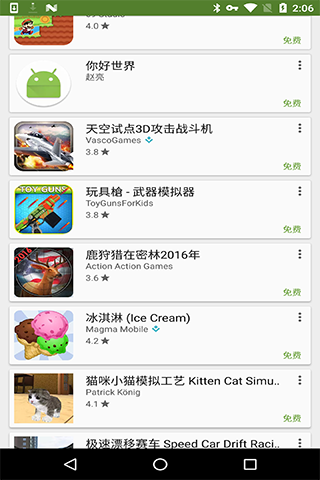 2:06
4.0 ★
免费
你好世界
赵亮
免费
天空试点3D攻击战斗机
VascoGames
3.8 ★
免费
TOY GUNS
玩具槍 - 武器模拟器
ToyGunsForKids
3.8 ★
免费
2016
鹿狩猎在密林2016年
Action Action Games
3.6 ★
免费
冰淇淋 (Ice Cream)
Magma Mobile
4.2 ★
免费
猫咪小猫模拟工艺 Kitten Cat Simu..
Patrick König
4.1 ★
免费
极速漂移赛车 Speed Car Drift Raci..